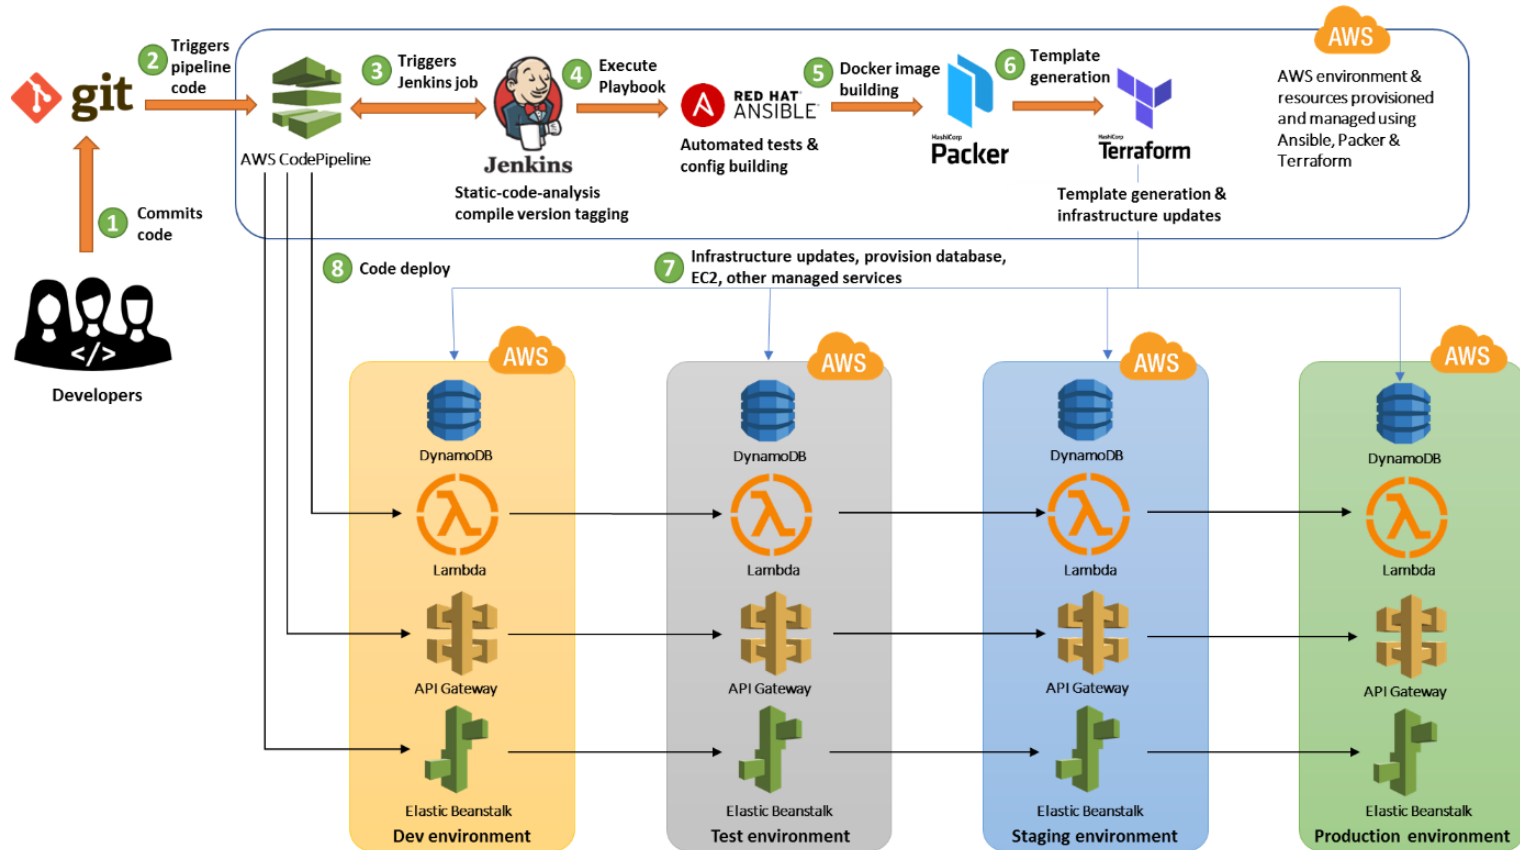 1
Commits
code
</>
Developers
git
2
Triggers
pipeline
code
AWS CodePipeline
3
Triggers
Jenkins job
Jenkins
Static-code-analysis
compile version tagging
4
Execute
Playbook
RED HAT®
ANSIBLE®
Automated tests &
config building
5
Docker image
building
HashiCorp
Packer
6
Template
generation
HashiCorp
Terraform
Template generation &
infrastructure updates
AWS
AWS environment &
resources provisioned
and managed using
Ansible, Packer &
Terraform
8
Code deploy
7
Infrastructure updates, provision database,
EC2, other managed services
AWS
DynamoDB
Lambda
API Gateway
Elastic Beanstalk
Dev environment
AWS
DynamoDB
Lambda
API Gateway
Elastic Beanstalk
Test environment
AWS
DynamoDB
Lambda
API Gateway
Elastic Beanstalk
Staging environment
AWS
DynamoDB
Lambda
API Gateway
Elastic Beanstalk
Production environment